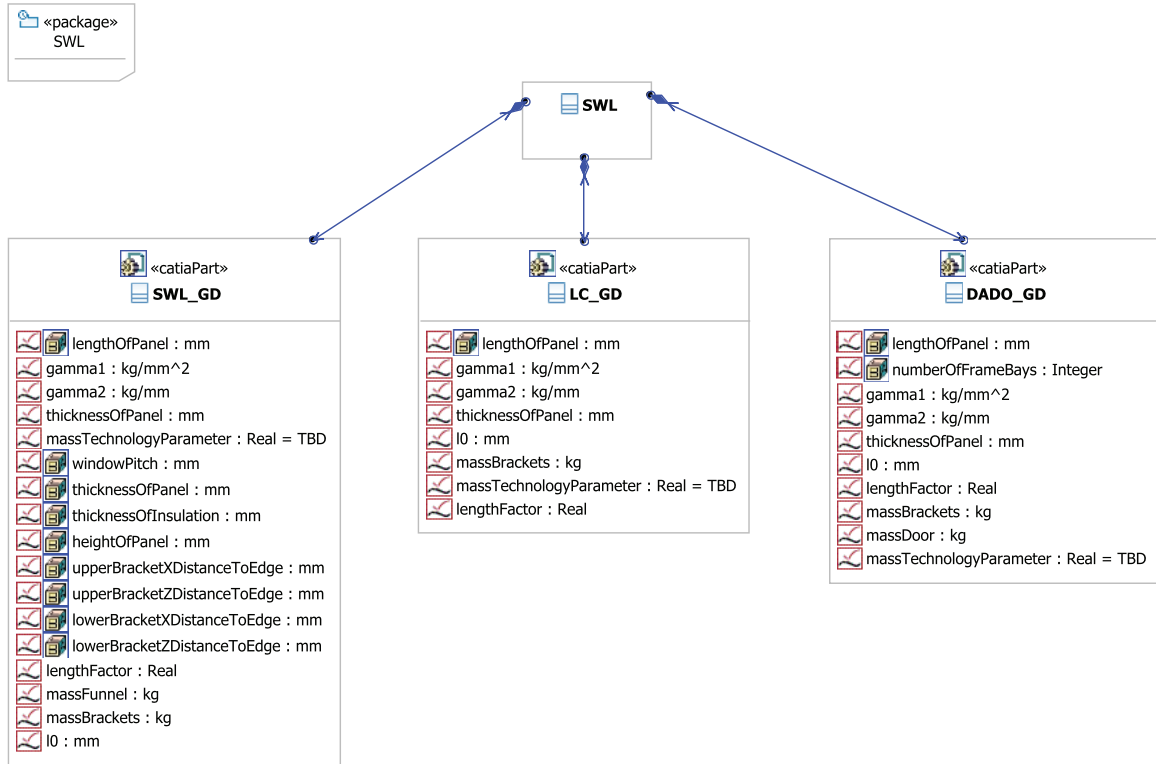 «package»
SWL
SWL
«catiaPart»
SWL_GD
lengthOfPanel : mm
gamma1 : kg/mm^2
gamma2 : kg/mm
thicknessOfPanel : mm
massTechnologyParameter : Real = TBD
windowPitch : mm
thicknessOfPanel : mm
thicknessOfInsulation : mm
heightOfPanel : mm
upperBracketXDistanceToEdge : mm
upperBracketZDistanceToEdge : mm
lowerBracketXDistanceToEdge : mm
lowerBracketZDistanceToEdge : mm
lengthFactor : Real
massFunnel : kg
massBrackets : kg
l0 : mm
«catiaPart»
LC_GD
lengthOfPanel : mm
gamma1 : kg/mm^2
gamma2 : kg/mm
thicknessOfPanel : mm
l0 : mm
massBrackets : kg
massTechnologyParameter : Real = TBD
lengthFactor : Real
«catiaPart»
DADO_GD
lengthOfPanel : mm
numberOfFrameBays : Integer
gamma1 : kg/mm^2
gamma2 : kg/mm
thicknessOfPanel : mm
l0 : mm
lengthFactor : Real
massBrackets : kg
massDoor : kg
massTechnologyParameter : Real = TBD